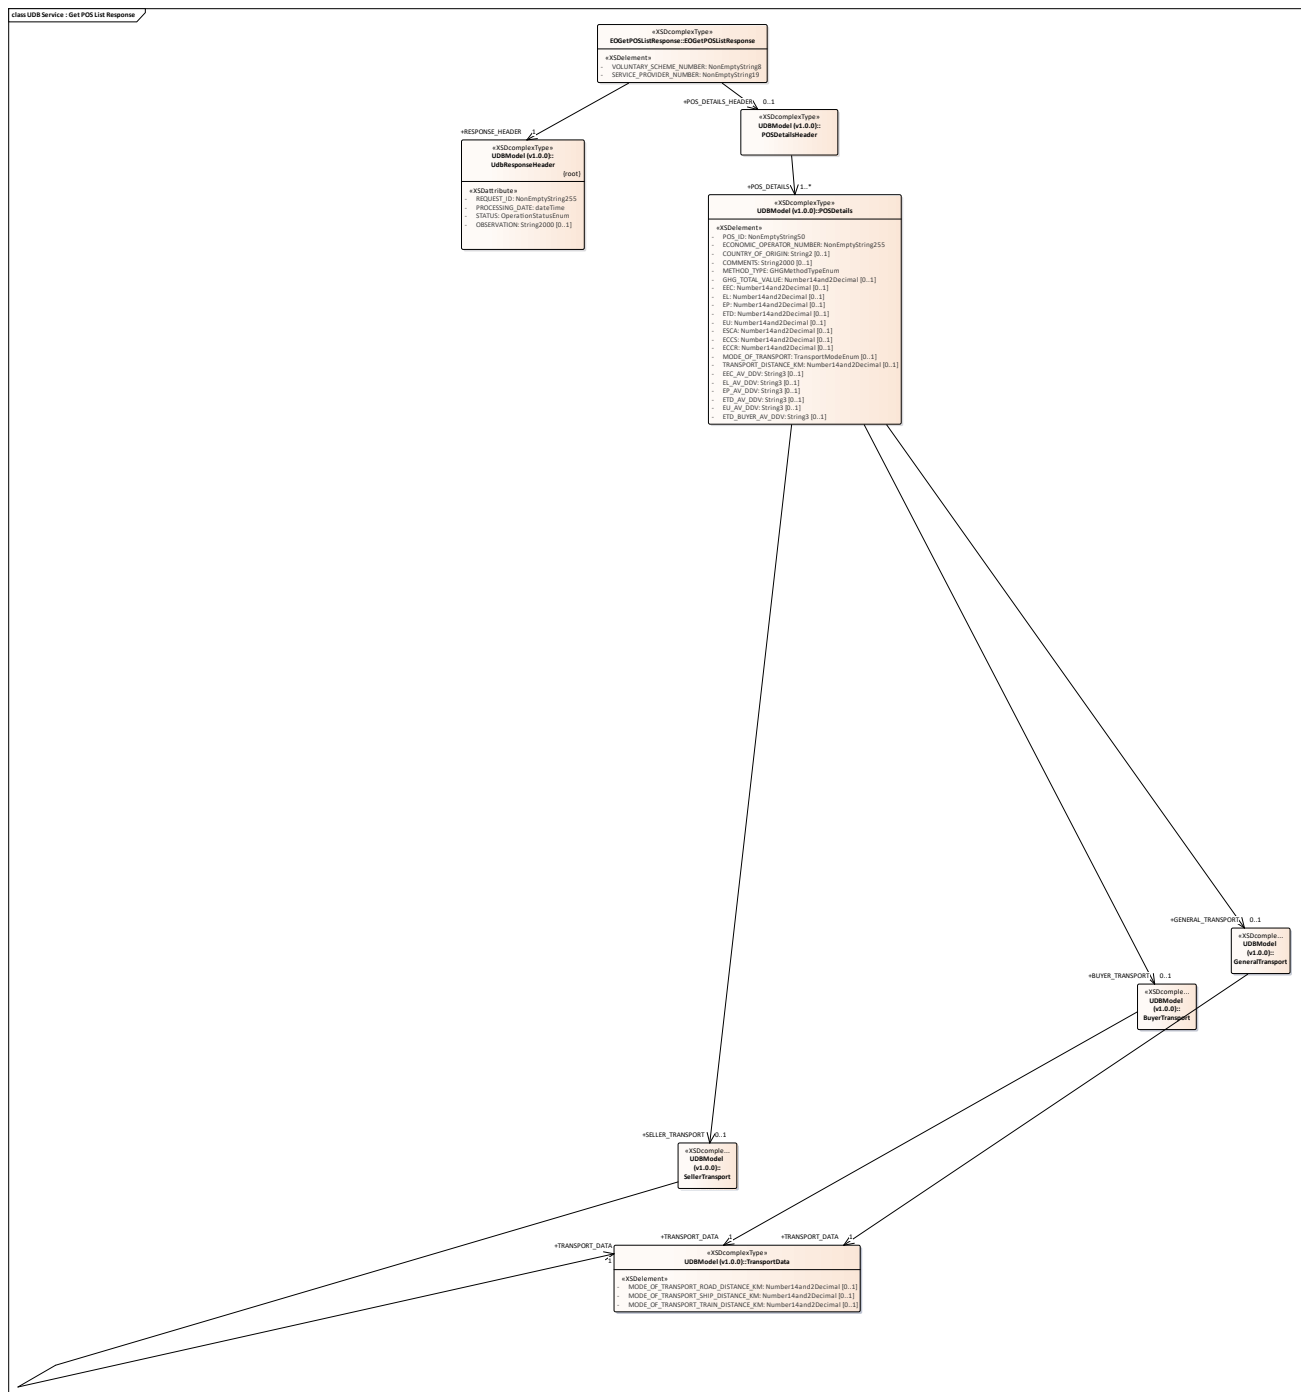 class UDB Service : Get POS List Response
«XSDcomplexType»
EOGetPOSListResponse::EOGetPOSListResponse
«XSDelement»
- VOLUNTARY_SCHEME_NUMBER: NonEmptyString8
- SERVICE_PROVIDER_NUMBER: NonEmptyString19
+POS_DETAILS_HEADER 0..1
«XSDcomplexType»
UDBModel (v1.0.0)::
POSDetailsHeader
+RESPONSE_HEADER 1
«XSDcomplexType»
UDBModel (v1.0.0)::
UdbResponseHeader
(root)
«XSDattribute»
- REQUEST_ID: NonEmptyString255
- PROCESSING_DATE: dateTime
- STATUS: OperationStatusEnum
- OBSERVATION: String2000 [0..1]
+POS_DETAILS 1..*
«XSDcomplexType»
UDBModel (v1.0.0)::POSDetails
«XSDelement»
- POS_ID: NonEmptyString50
- ECONOMIC_OPERATOR_NUMBER: NonEmptyString255
- COUNTRY_OF_ORIGIN: String2 [0..1]
- COMMENTS: String2000 [0..1]
- METHOD_TYPE: GHGMethodTypeEnum
- GHG_TOTAL_VALUE: Number14and2Decimal [0..1]
- EEC: Number14and2Decimal [0..1]
- EL: Number14and2Decimal [0..1]
- EP: Number14and2Decimal [0..1]
- ETD: Number14and2Decimal [0..1]
- EU: Number14and2Decimal [0..1]
- ESCA: Number14and2Decimal [0..1]
- ECCS: Number14and2Decimal [0..1]
- ECCR: Number14and2Decimal [0..1]
- MODE_OF_TRANSPORT: TransportModeEnum [0..1]
- TRANSPORT_DISTANCE_KM: Number14and2Decimal [0..1]
- EEC_AV_DDV: String3 [0..1]
- EL_AV_DDV: String3 [0..1]
- EP_AV_DDV: String3 [0..1]
- ETD_AV_DDV: String3 [0..1]
- EU_AV_DDV: String3 [0..1]
- ETD_BUYER_AV_DDV: String3 [0..1]
+GENERAL_TRANSPORT 0..1
«XSDcomple...
UDBModel
(v1.0.0)::
GeneralTransport
+BUYER_TRANSPORT 0..1
«XSDcomple...
UDBModel
(v1.0.0)::
BuyerTransport
+SELLER_TRANSPORT 0..1
«XSDcomple...
UDBModel
(v1.0.0)::
SellerTransport
+TRANSPORT_DATA 1
+TRANSPORT_DATA 1
+TRANSPORT_DATA
1
«XSDcomplexType»
UDBModel (v1.0.0)::TransportData
«XSDelement»
- MODE_OF_TRANSPORT_ROAD_DISTANCE_KM: Number14and2Decimal [0..1]
- MODE_OF_TRANSPORT_SHIP_DISTANCE_KM: Number14and2Decimal [0..1]
- MODE_OF_TRANSPORT_TRAIN_DISTANCE_KM: Number14and2Decimal [0..1]